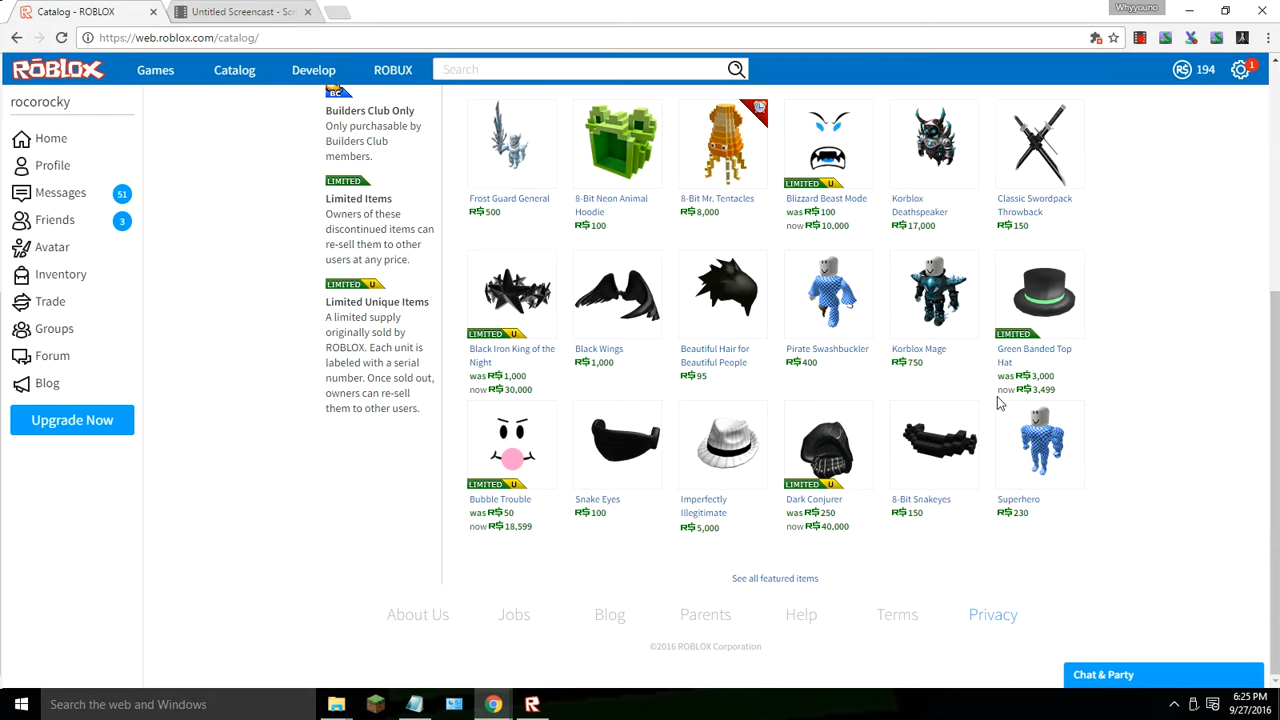 Catalog - ROBLOX
Untitled Screencast - Scr
Whyyouno
https://web.roblox.com/catalog/
ROBLOX
Games
Catalog
Develop
ROBUX
Search
R$ 194
1
rocorocky
Home
Profile
Messages 51
Friends 3
Avatar
Inventory
Trade
Groups
Forum
Blog
Upgrade Now
BC
Builders Club Only
Only purchasable by
Builders Club
members.
LIMITED
Limited Items
Owners of these
discontinued items can
re-sell them to other
users at any price.
LIMITED U
Limited Unique Items
A limited supply
originally sold by
ROBLOX. Each unit is
labeled with a serial
number. Once sold out,
owners can re-sell
them to other users.
Frost Guard General
R$ 500
8-Bit Neon Animal
Hoodie
R$ 100
8-Bit Mr. Tentacles
R$ 8,000
LIMITED U
Blizzard Beast Mode
was R$ 100
now R$ 10,000
Korblox
Deathspeaker
R$ 17,000
Classic Swordpack
Throwback
R$ 150
LIMITED U
Black Iron King of the
Night
was R$ 1,000
now R$ 30,000
Black Wings
R$ 1,000
Beautiful Hair for
Beautiful People
R$ 95
Pirate Swashbuckler
R$ 400
Korblox Mage
R$ 750
LIMITED
Green Banded Top
Hat
was R$ 3,000
now R$ 3,499
LIMITED U
Bubble Trouble
was R$ 50
now R$ 18,599
Snake Eyes
R$ 100
Imperfectly
Illegitimate
R$ 5,000
LIMITED U
Dark Conjurer
was R$ 250
now R$ 40,000
8-Bit Snakeyes
R$ 150
Superhero
R$ 230
See all featured items
About Us
Jobs
Blog
Parents
Help
Terms
Privacy
©2016 ROBLOX Corporation
Chat & Party
Search the web and Windows
6:25 PM
9/27/2016